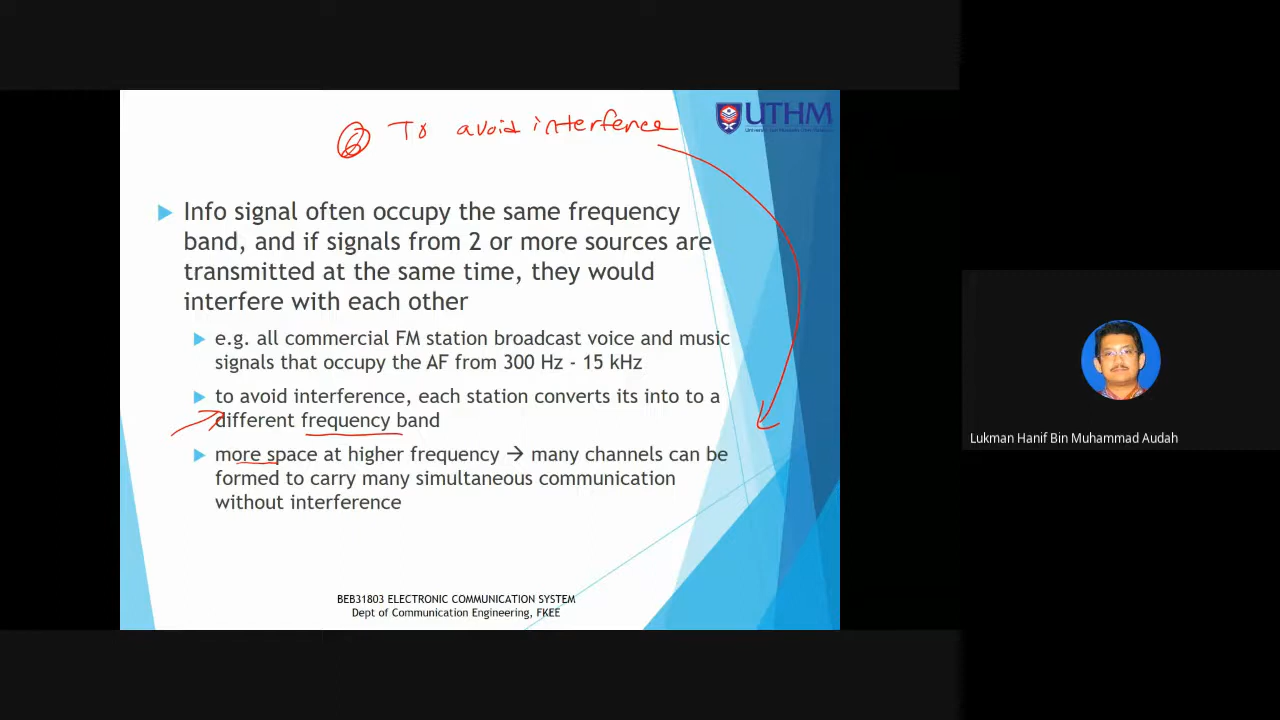 ② To avoid interfence
UTHM
Info signal often occupy the same frequency
band, and if signals from 2 or more sources are
transmitted at the same time, they would
interfere with each other
e.g. all commercial FM station broadcast voice and music
signals that occupy the AF from 300 Hz - 15 kHz
to avoid interference, each station converts its into to a
different frequency band
more space at higher frequency → many channels can be
formed to carry many simultaneous communication
without interference
Lukman Hanif Bin Muhammad Audah
BEB31803 ELECTRONIC COMMUNICATION SYSTEM
Dept of Communication Engineering, FKEE